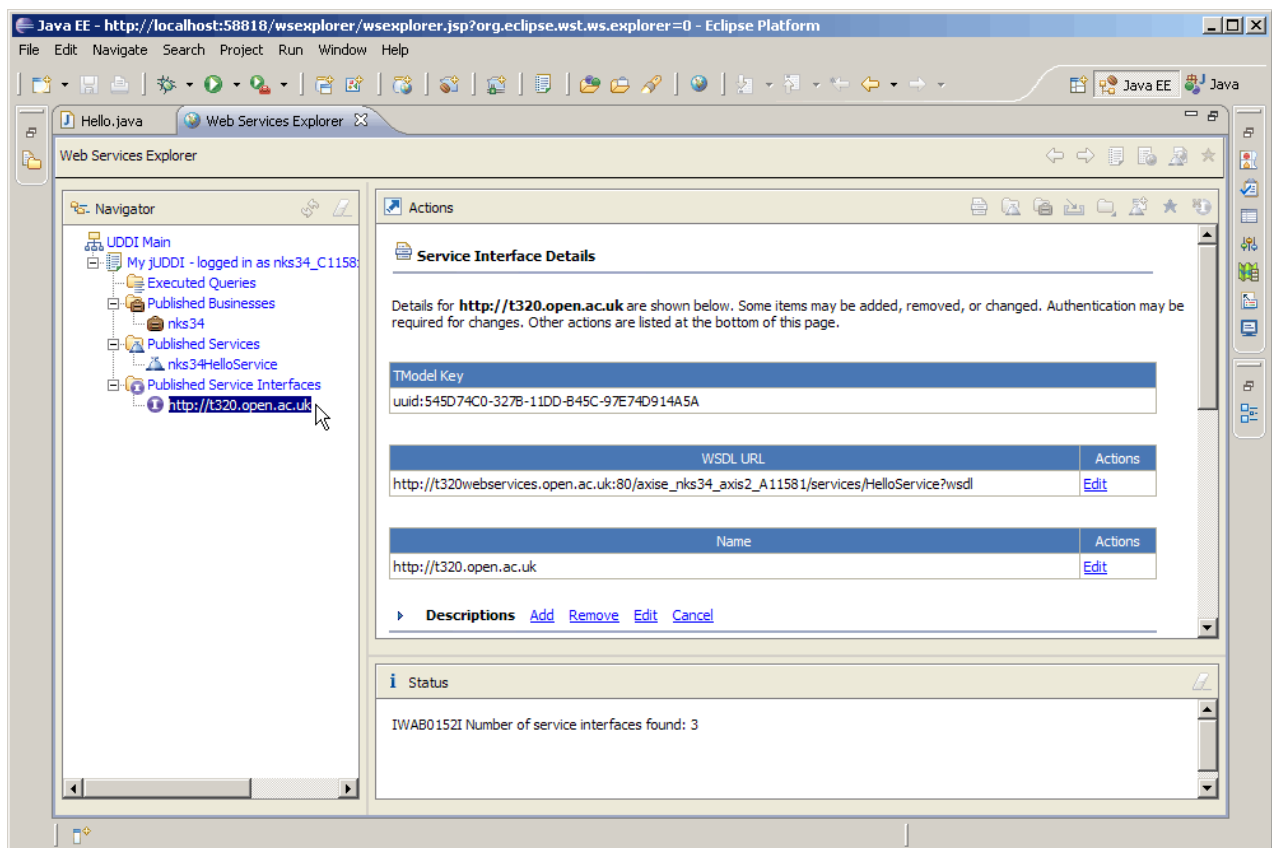 Java EE - http://localhost:58818/wsexplorer/wsexplorer.jsp?org.eclipse.wst.ws.explorer=0 - Eclipse Platform
File Edit Navigate Search Project Run Window Help
Java EE Java
Hello.java Web Services Explorer
Web Services Explorer
Navigator
UDDI Main
My jUDDI - logged in as nks34_C1158
Executed Queries
Published Businesses
nks34
Published Services
nks34HelloService
Published Service Interfaces
http://t320.open.ac.uk
Actions
Service Interface Details
Details for http://t320.open.ac.uk are shown below. Some items may be added, removed, or changed. Authentication may be
required for changes. Other actions are listed at the bottom of this page.
TModel Key
uuid:545D74C0-327B-11DD-B45C-97E74D914A5A
WSDL URL Actions
http://t320webservices.open.ac.uk:80/axise_nks34_axis2_A11581/services/HelloService?wsdl Edit
Name Actions
http://t320.open.ac.uk Edit
Descriptions Add Remove Edit Cancel
Status
IWAB0152I Number of service interfaces found: 3